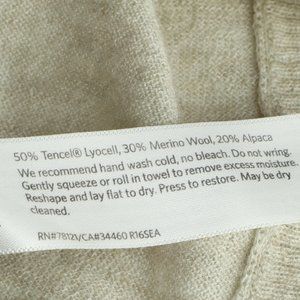 50% Tencel® Lyocell, 30% Merino Wool, 20% Alpaca
We recommend hand wash cold, no bleach. Do not wring.
Gently squeeze or roll in towel to remove excess moisture.
Reshape and lay flat to dry. Press to restore. May be dry
cleaned.
RN#78121/CA#34460 R16SEA